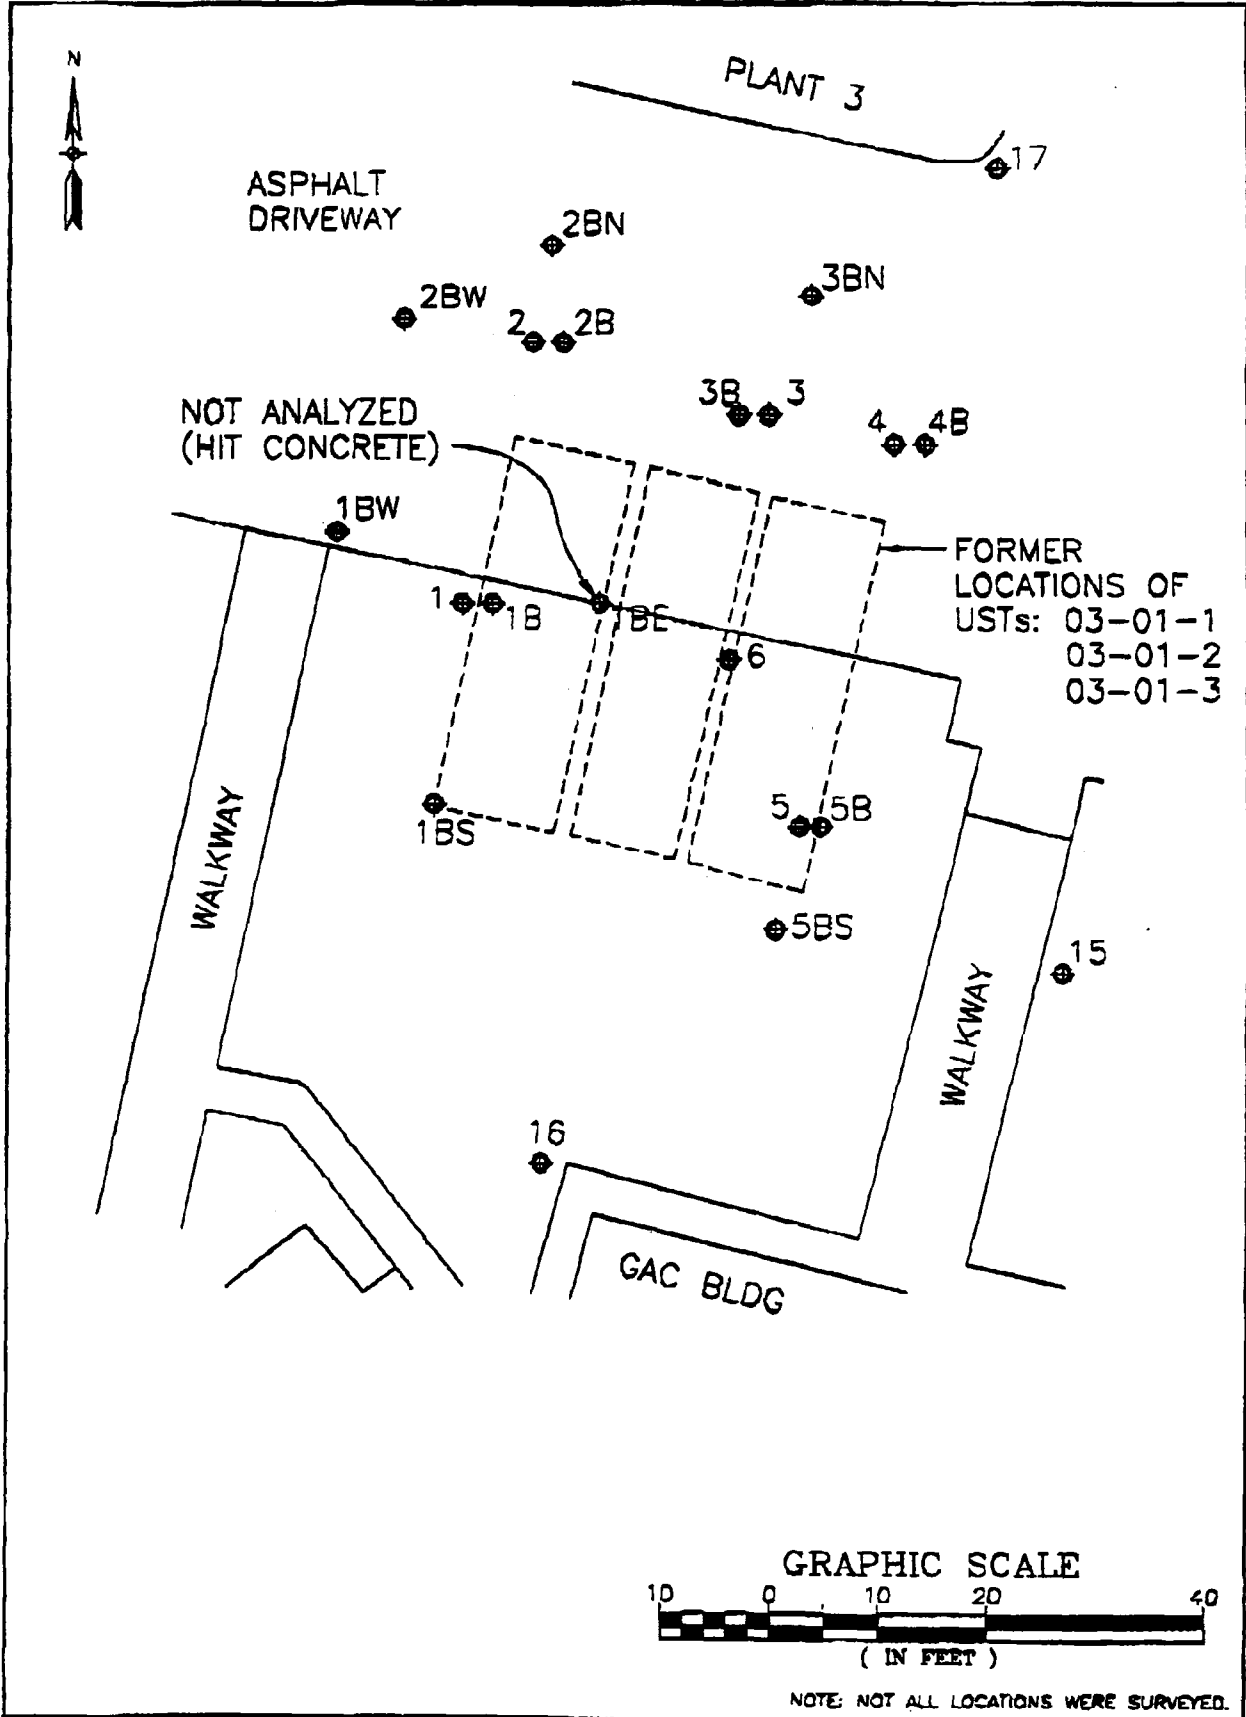 N
PLANT 3
17
ASPHALT
DRIVEWAY
2BN
3BN
2BW
2
2B
3B
3
4
4B
NOT ANALYZED
(HIT CONCRETE)
1BW
FORMER
LOCATIONS OF
USTs: 03-01-1
03-01-2
03-01-3
1
1B
1BE
6
WALKWAY
1BS
5
5B
5BS
15
WALKWAY
16
GAC BLDG
GRAPHIC SCALE
10 0 10 20 40
( IN FEET )
NOTE: NOT ALL LOCATIONS WERE SURVEYED.